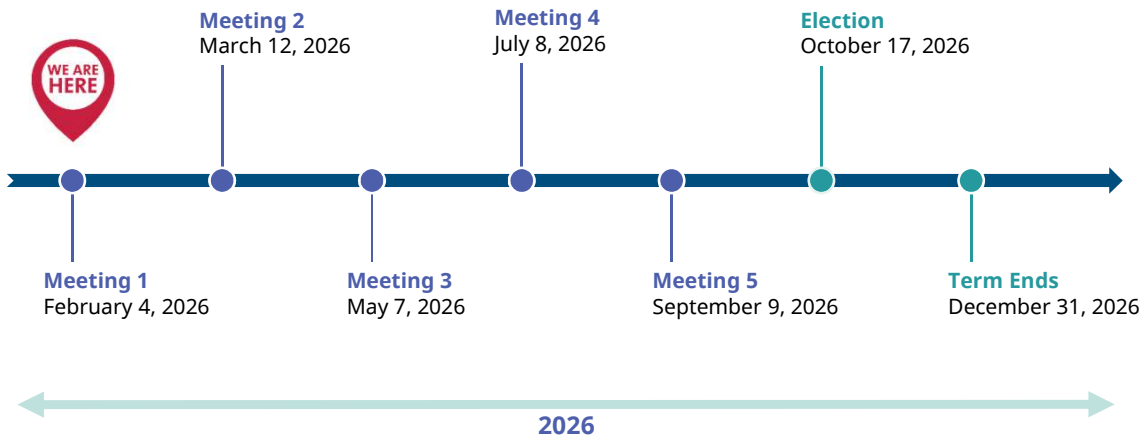 Meeting 2
March 12, 2026
Meeting 4
July 8, 2026
Election
October 17, 2026
WE ARE
HERE
Meeting 1
February 4, 2026
Meeting 3
May 7, 2026
Meeting 5
September 9, 2026
Term Ends
December 31, 2026
2026